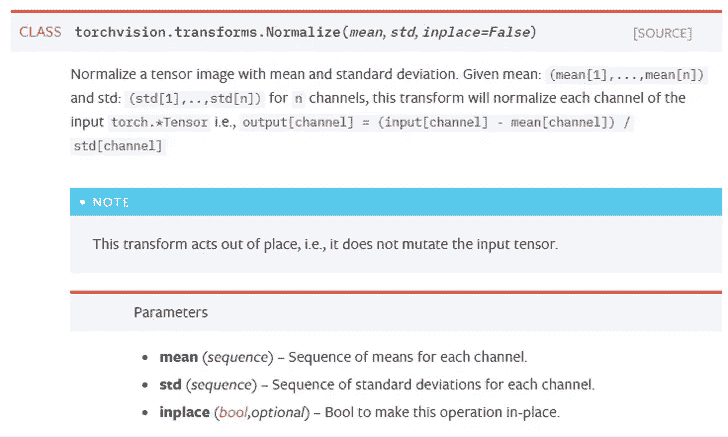 CLASS torchvision.transforms.Normalize(mean, std, inplace=False) [SOURCE]
Normalize a tensor image with mean and standard deviation. Given mean: (mean[1],...,mean[n])
and std: (std[1],..,std[n]) for n channels, this transform will normalize each channel of the
input torch.*Tensor i.e., output[channel] = (input[channel] - mean[channel]) /
std[channel]
• NOTE
This transform acts out of place, i.e., it does not mutate the input tensor.
Parameters
• mean (sequence) – Sequence of means for each channel.
• std (sequence) – Sequence of standard deviations for each channel.
• inplace (bool,optional) – Bool to make this operation in-place.